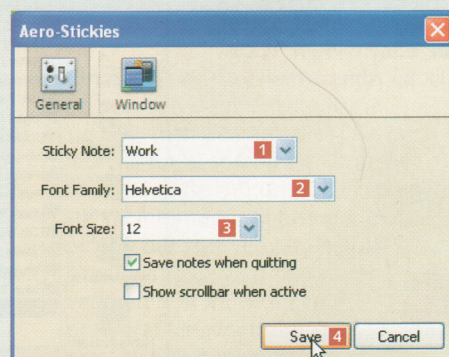 Aero-Stickies
General Window
Sticky Note: Work 1
Font Family: Helvetica 2
Font Size: 12 3
Save notes when quitting
Show scrollbar when active
Save 4 Cancel